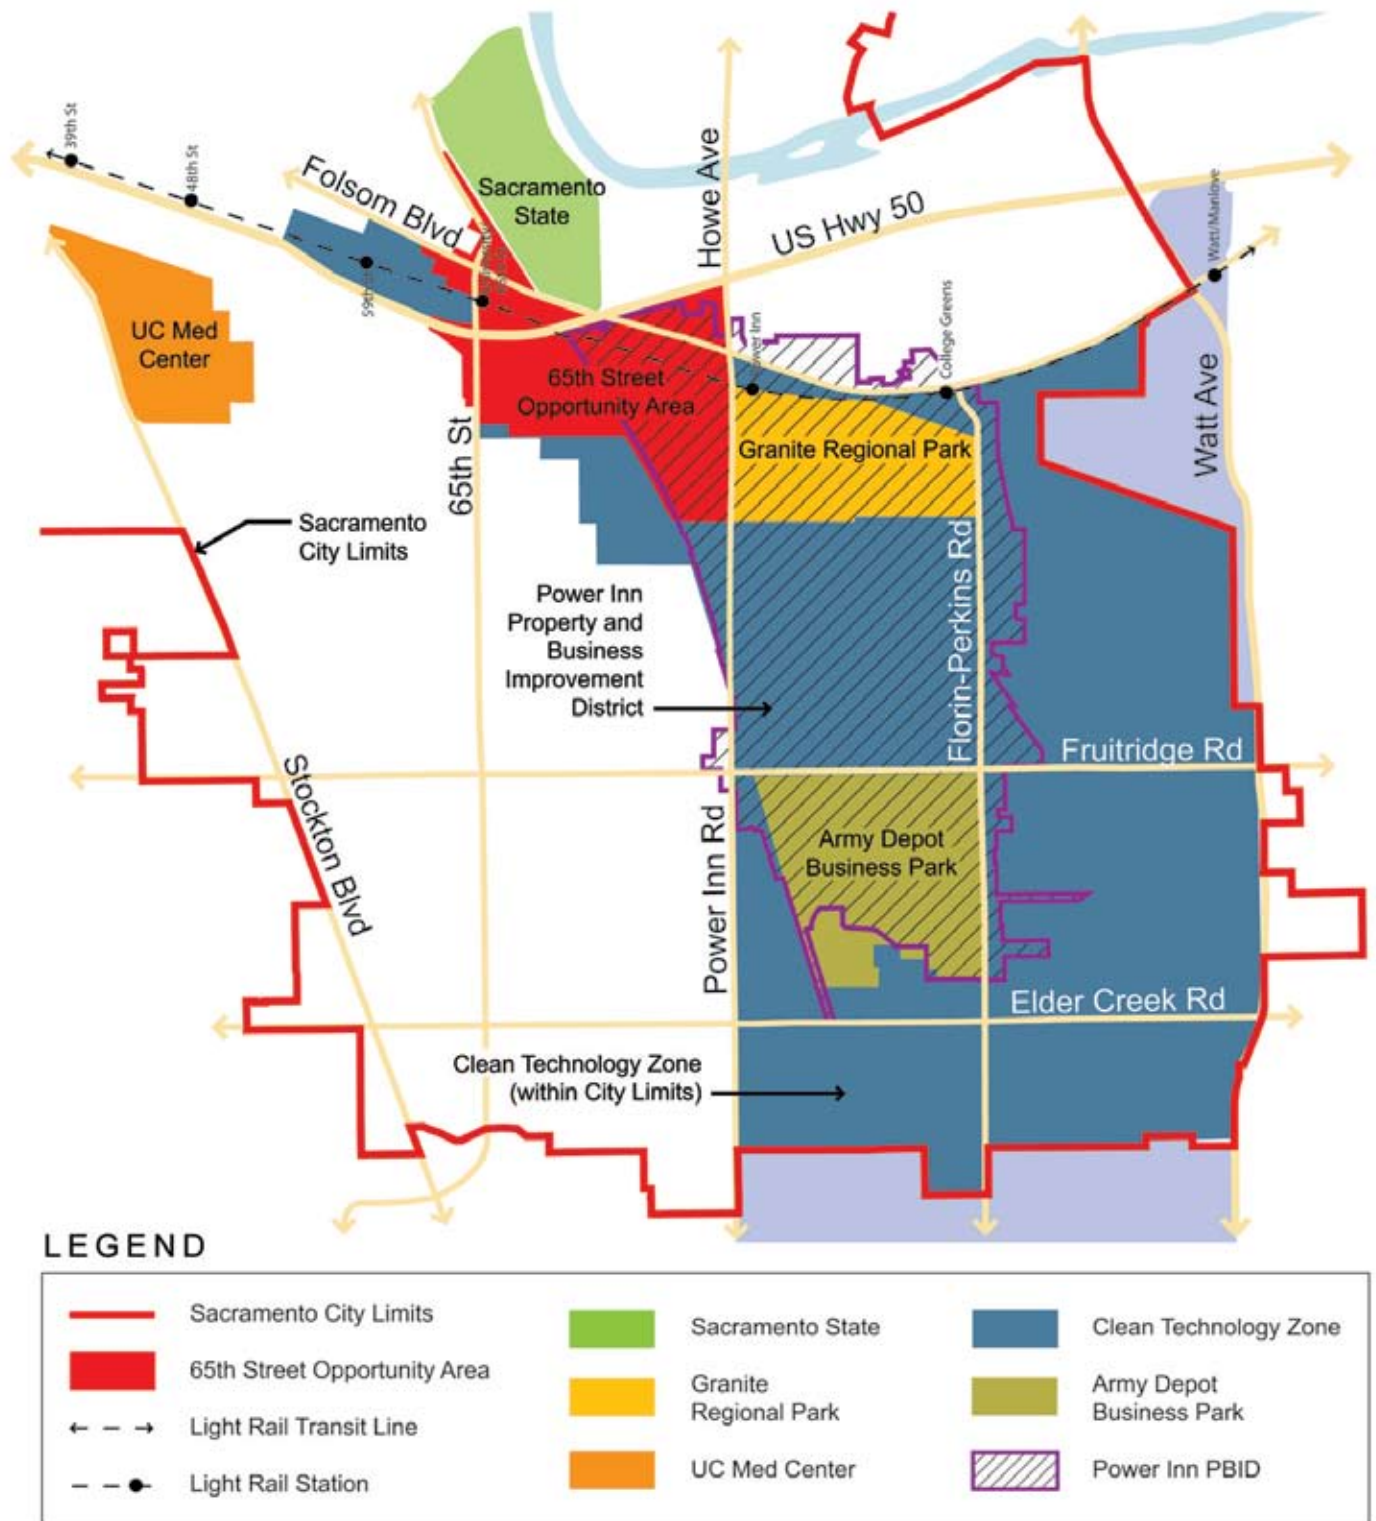 39th St
48th St
Folsom Blvd
Sacramento
State
Howe Ave
US Hwy 50
Watt/Manlove
59th St
UC Med
Center
65th Street
Opportunity Area
College Greens
Granite Regional Park
Watt Ave
65th St
Sacramento
City Limits
Power Inn
Property and
Business
Improvement
District
Florin-Perkins Rd
Fruitridge Rd
Stockton Blvd
Power Inn Rd
Army Depot
Business Park
Elder Creek Rd
Clean Technology Zone
(within City Limits)
LEGEND
Sacramento City Limits
65th Street Opportunity Area
Light Rail Transit Line
Light Rail Station
Sacramento State
Granite
Regional Park
UC Med Center
Clean Technology Zone
Army Depot
Business Park
Power Inn PBID